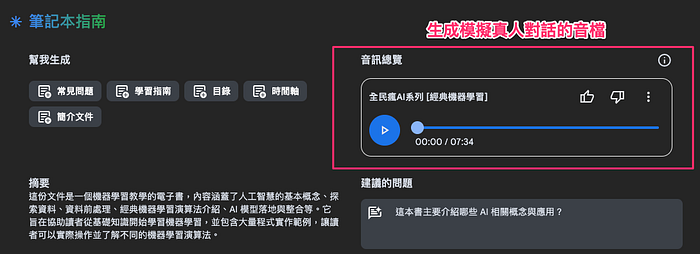 筆記本指南
生成模擬真人對話的音檔
幫我生成
常見問題
學習指南
目錄
時間軸
簡介文件
音訊總覽
全民瘋AI系列 [經典機器學習]
00:00 / 07:34
摘要
這份文件是一個機器學習教學的電子書，內容涵蓋了人工智慧的基本概念、探
索資料、資料前處理、經典機器學習演算法介紹、AI 模型落地與整合等。它
旨在協助讀者從基礎知識開始學習機器學習，並包含大量程式實作範例，讓讀
者可以實際操作並了解不同的機器學習演算法。
建議的問題
這本書主要介紹哪些 AI 相關概念與應用？